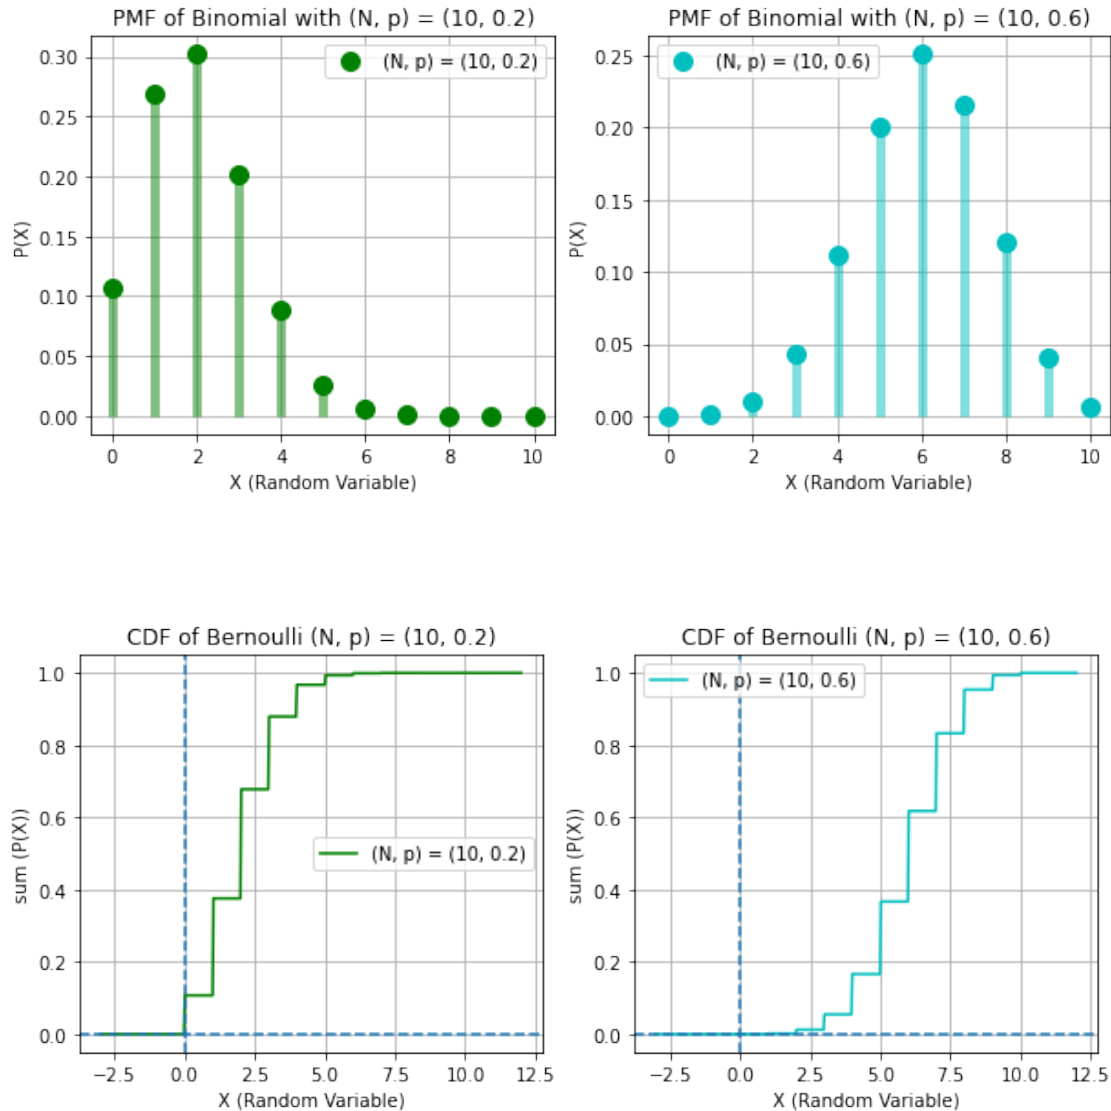 PMF of Binomial with (N, p) = (10, 0.2)
(N, p) = (10, 0.2)
0.30
0.25
0.20
0.15
0.10
0.05
0.00
P(X)
0 2 4 6 8 10
X (Random Variable)
PMF of Binomial with (N, p) = (10, 0.6)
(N, p) = (10, 0.6)
0.25
0.20
0.15
0.10
0.05
0.00
P(X)
0 2 4 6 8 10
X (Random Variable)
CDF of Bernoulli (N, p) = (10, 0.2)
1.0
0.8
0.6
0.4
0.2
0.0
sum (P(X))
(N, p) = (10, 0.2)
−2.5 0.0 2.5 5.0 7.5 10.0 12.5
X (Random Variable)
CDF of Bernoulli (N, p) = (10, 0.6)
(N, p) = (10, 0.6)
1.0
0.8
0.6
0.4
0.2
0.0
sum (P(X))
−2.5 0.0 2.5 5.0 7.5 10.0 12.5
X (Random Variable)